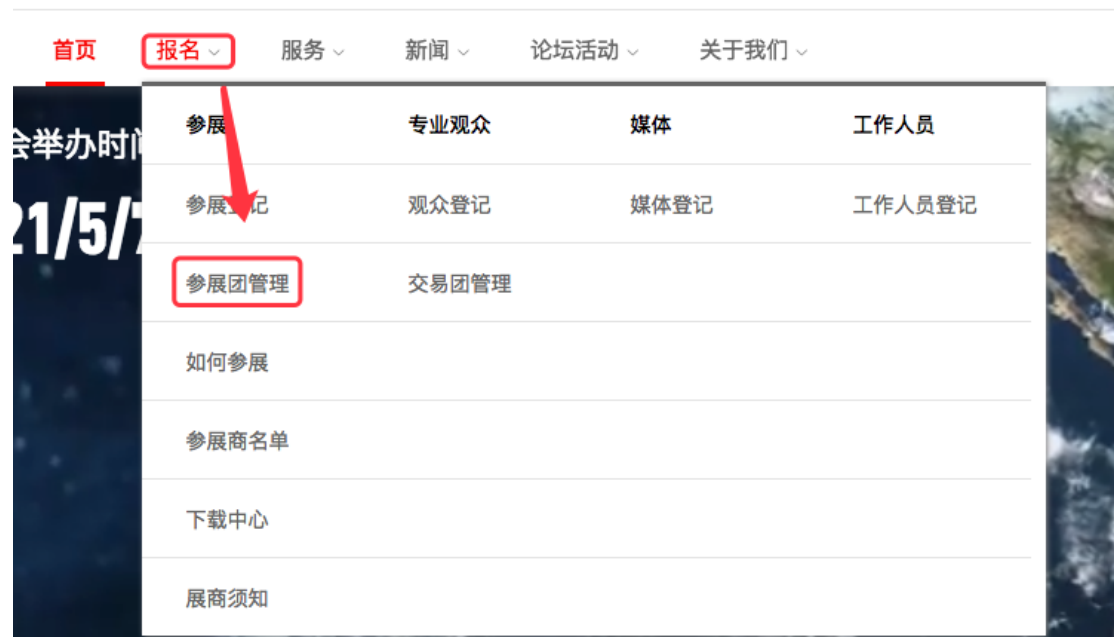 首页 报名 服务 新闻 论坛活动 关于我们
参展 专业观众 媒体 工作人员
会举办时间
参展登记 观众登记 媒体登记 工作人员登记
21/5/7
参展团管理 交易团管理
如何参展
参展商名单
下载中心
展商须知